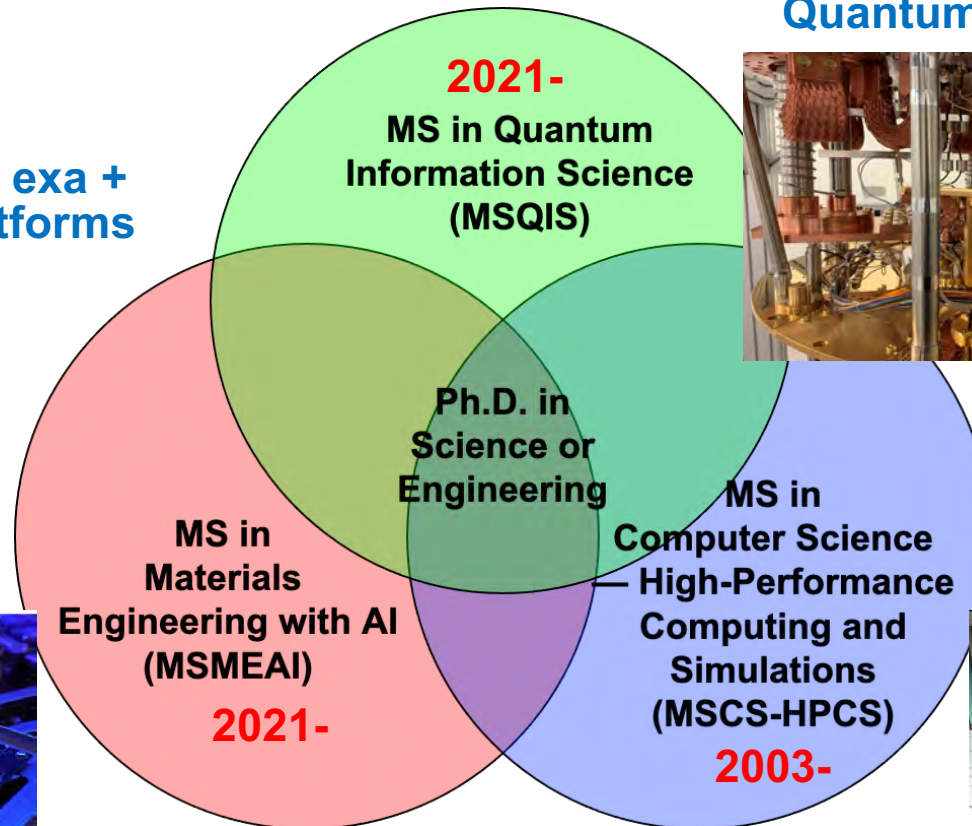 Quantum
2021-
MS in Quantum
Information Science
(MSQIS)
exa +
tforms
Ph.D. in
Science or
Engineering
MS in
Materials
Engineering with AI
(MSMEAI)
2021-
MS in
Computer Science
— High-Performance
Computing and
Simulations
(MSCS-HPCS)
2003-